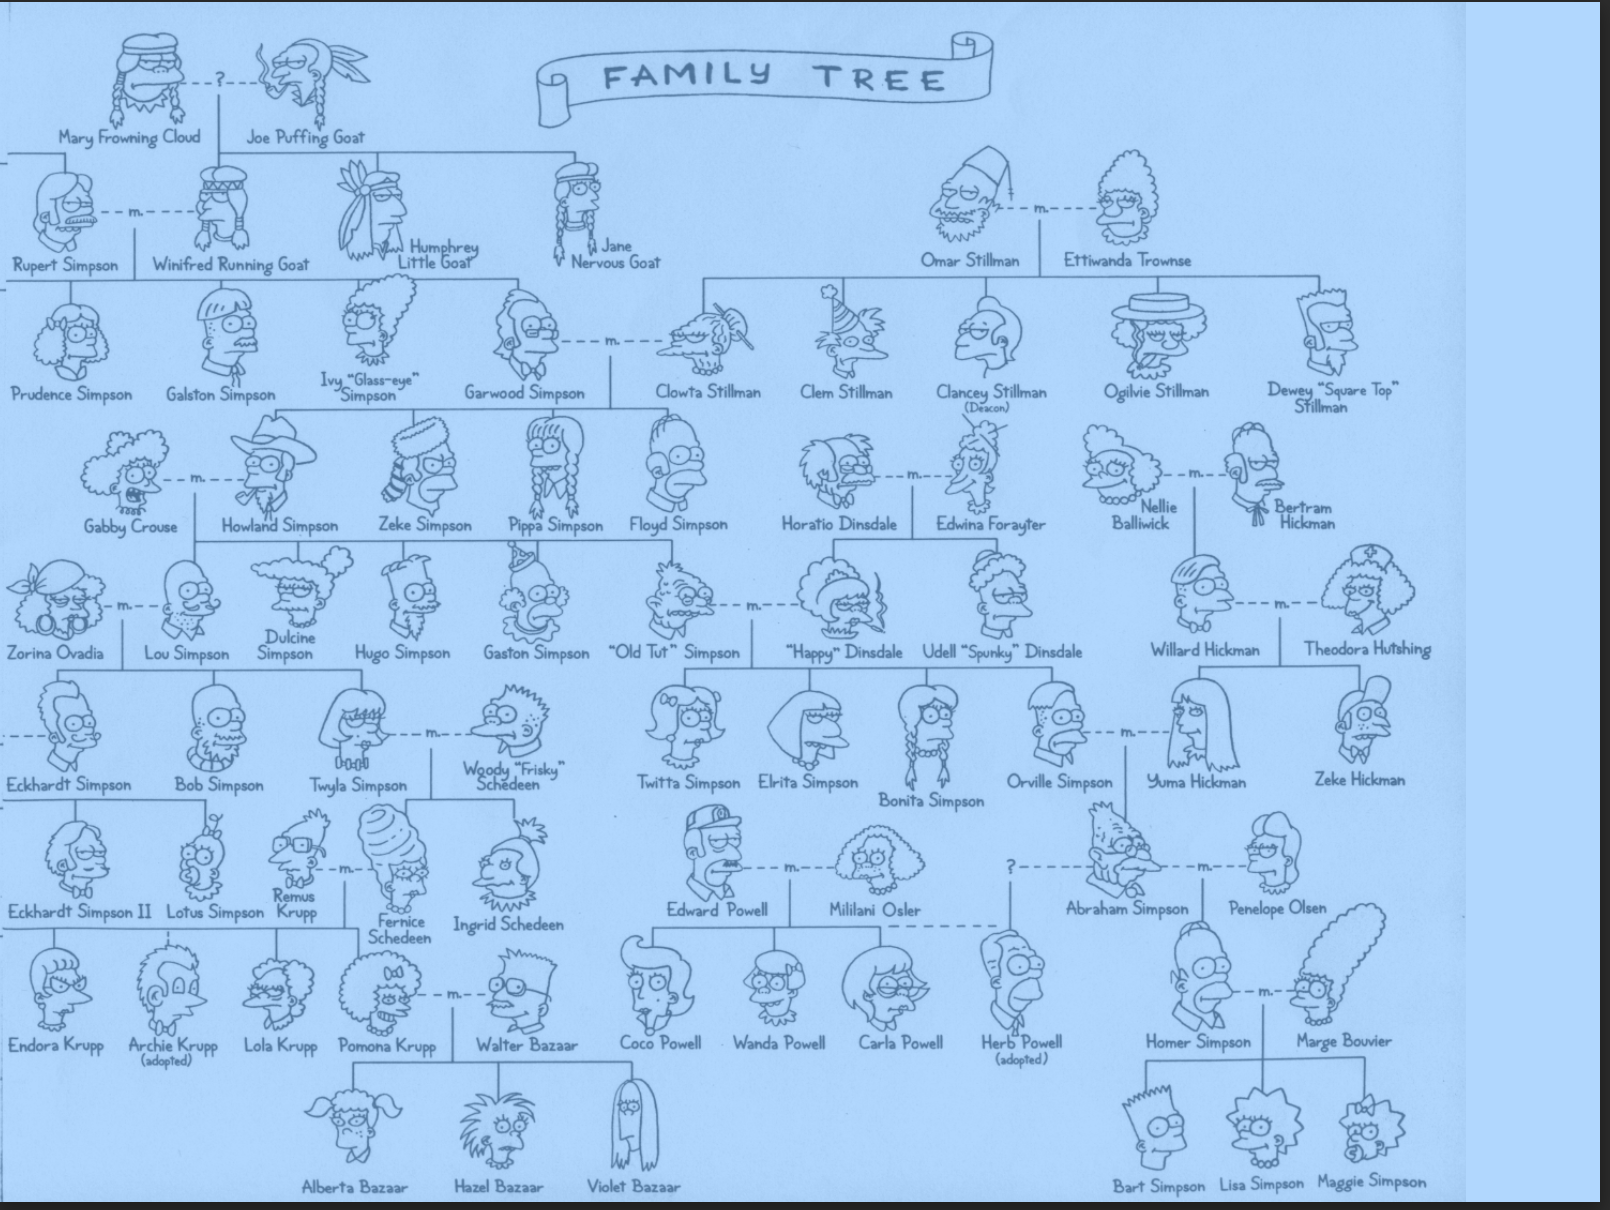 FAMILY TREE
?
Mary Frowning Cloud
Joe Puffing Goat
m.
m.
Rupert Simpson
Winifred Running Goat
Humphrey
Little Goat
Jane
Nervous Goat
Omar Stillman
Ettiwanda Trownse
m.
Prudence Simpson
Galston Simpson
Ivy "Glass-eye"
Simpson
Garwood Simpson
Clowta Stillman
Clem Stillman
Clancey Stillman
(Deacon)
Ogilvie Stillman
Dewey "Square Top"
Stillman
m.
m.
m.
Gabby Crouse
Howland Simpson
Zeke Simpson
Pippa Simpson
Floyd Simpson
Horatio Dinsdale
Edwina Forayter
Nellie
Balliwick
Bertram
Hickman
m.
m.
m.
Zorina Ovadia
Lou Simpson
Dulcine
Simpson
Hugo Simpson
Gaston Simpson
"Old Tut" Simpson
"Happy" Dinsdale
Udell "Spunky" Dinsdale
Willard Hickman
Theodora Hutshing
m.
m.
Eckhardt Simpson
Bob Simpson
Twyla Simpson
Woody "Frisky"
Schedeen
Twitta Simpson
Elrita Simpson
Bonita Simpson
Orville Simpson
Yuma Hickman
Zeke Hickman
m.
m.
?
m.
Eckhardt Simpson II
Lotus Simpson
Remus
Krupp
Fernice
Schedeen
Ingrid Schedeen
Edward Powell
Mililani Osler
Abraham Simpson
Penelope Olsen
m.
m.
Endora Krupp
Archie Krupp
(adopted)
Lola Krupp
Pomona Krupp
Walter Bazaar
Coco Powell
Wanda Powell
Carla Powell
Herb Powell
(adopted)
Homer Simpson
Marge Bouvier
Alberta Bazaar
Hazel Bazaar
Violet Bazaar
Bart Simpson
Lisa Simpson
Maggie Simpson